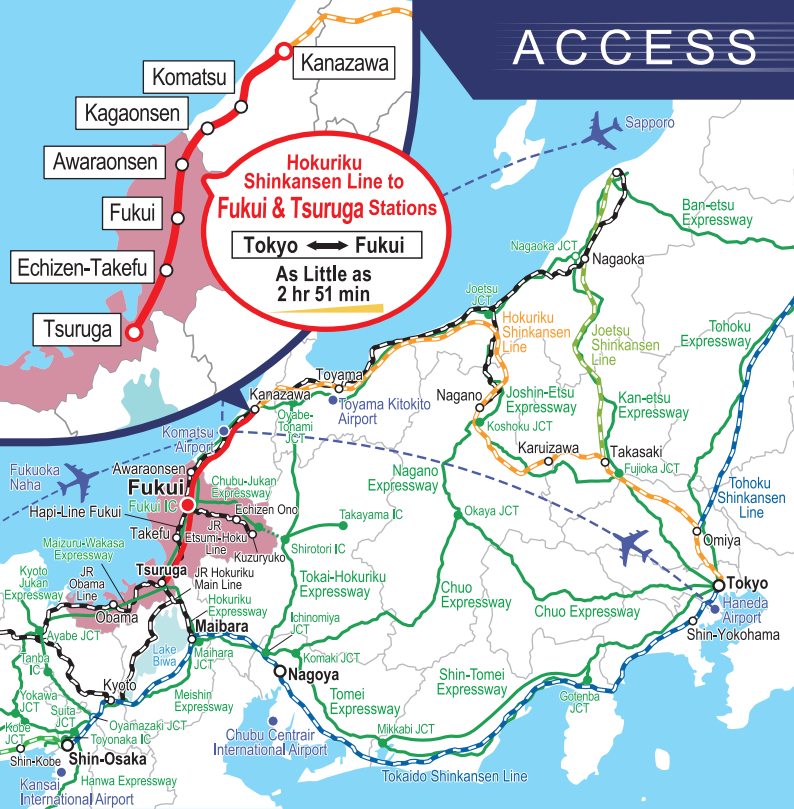 ACCESS
Kanazawa
Komatsu
Kagaonsen
Awaraonsen
Fukui
Echizen-Takefu
Tsuruga
Hokuriku
Shinkansen Line to
Fukui & Tsuruga Stations
Tokyo Fukui
As Little as
2 hr 51 min
Sapporo
Ban-etsu
Expressway
Nagaoka JCT
Nagaoka
Joetsu
JCT
Hokuriku
Shinkansen
Line
Joetsu
Shinkansen
Line
Tohoku
Expressway
Toyama
Kanazawa
Toyama Kitokito
Airport
Oyabe-
Tonami
JCT
Nagano
Joshin-Etsu
Expressway
Kan-etsu
Expressway
Koshoku JCT
Komatsu
Airport
Karuizawa
Takasaki
Fujioka JCT
Fukuoka
Naha
Awaraonsen
Fukui
Fukui IC
Chubu-Jukan
Expressway
Nagano
Expressway
Tohoku
Shinkansen
Line
Hapi-Line Fukui
Echizen Ono
JR
Etsumi-Hoku
Line
Takefu
Kuzuryuko
Takayama IC
Okaya JCT
Shirotori IC
Omiya
Maizuru-Wakasa
Expressway
Kyoto
Jukan
Expressway
JR
Obama
Line
Tsuruga
JR Hokuriku
Main Line
Tokai-Hokuriku
Expressway
Chuo
Expressway
Chuo Expressway
Tokyo
Haneda
Airport
Obama
Hokuriku
Expressway
Ichinomiya
JCT
Maibara
Shin-Yokohama
Ayabe JCT
Tanba
IC
Lake
Biwa
Maihara
JCT
Komaki JCT
Nagoya
Kyoto
Meishin
Expressway
Tomei
Expressway
Shin-Tomei
Expressway
Gotenba
JCT
Yokawa
JCT
Suita
JCT
Oyamazaki JCT
Toyonaka IC
Kobe
JCT
Mikkabi JCT
Chubu Centrair
International Airport
Shin-Kobe
Shin-Osaka
Tokaido Shinkansen Line
Hanwa Expressway
Kansai
International Airport